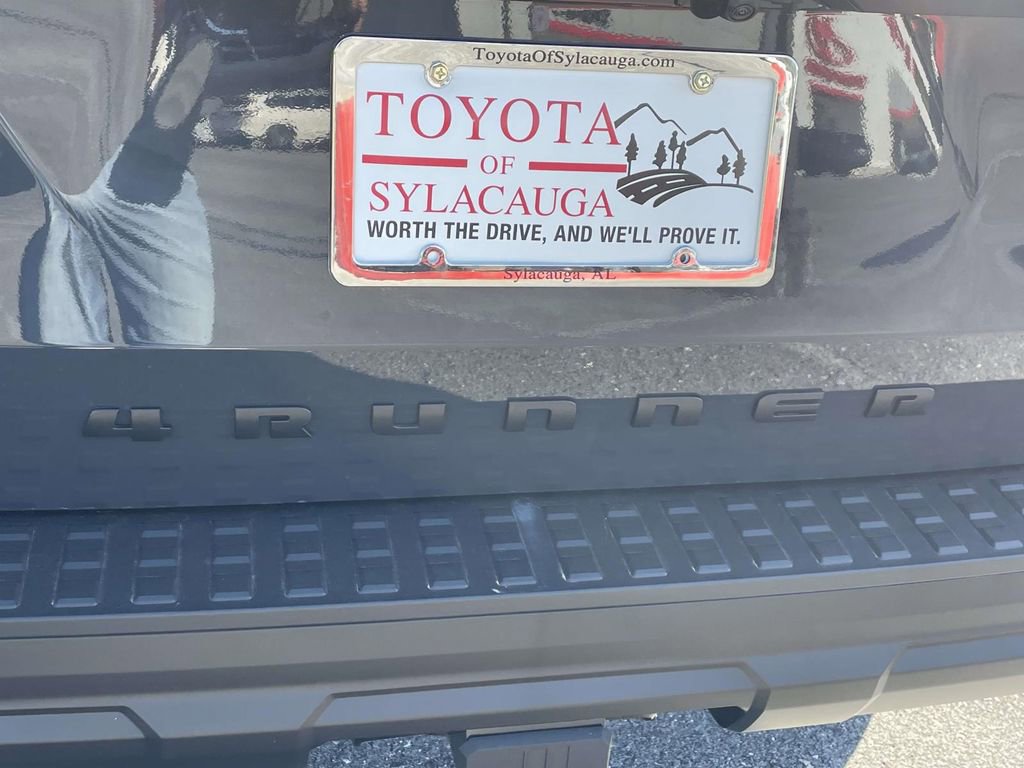 ToyotaOfSylacauga.com
TOYOTA
OF
SYLACAUGA
WORTH THE DRIVE, AND WE'LL PROVE IT.
Sylacauga, AL
4RUNNER